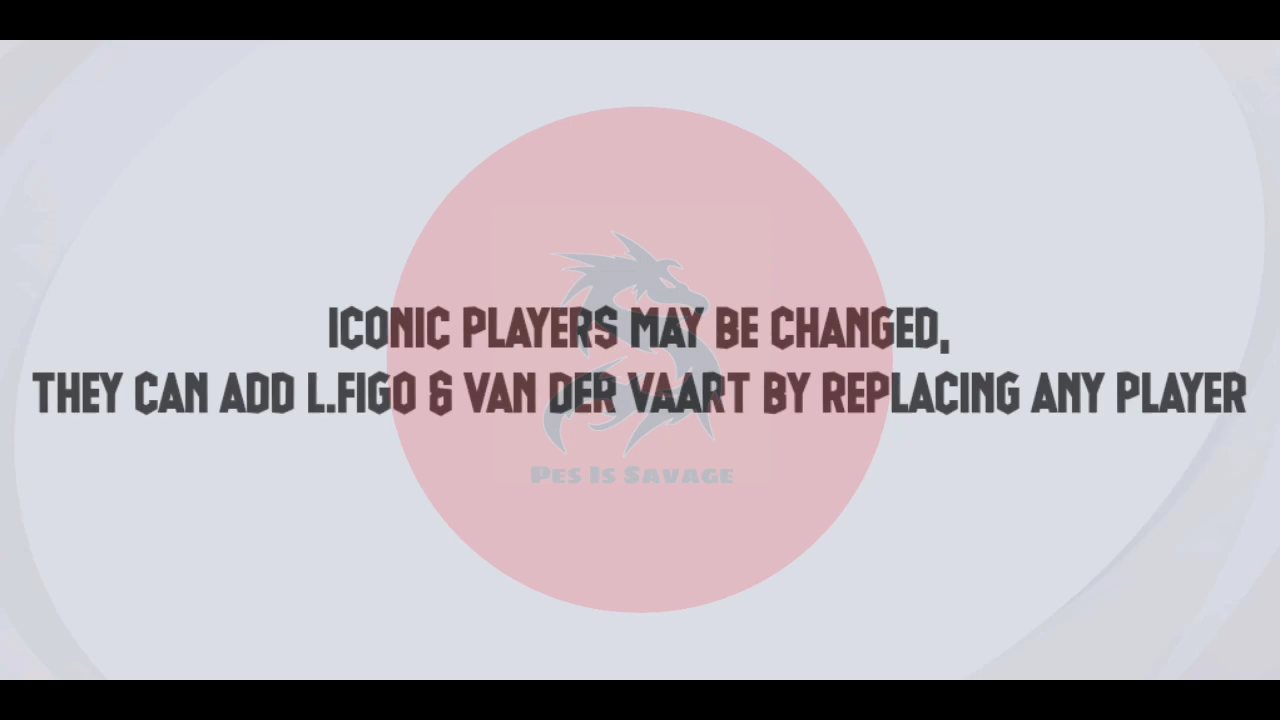 ICONIC PLAYERS MAY BE CHANGED,
THEY CAN ADD L.FIGO & VAN DER VAART BY REPLACING ANY PLAYER
PES IS SAVAGE